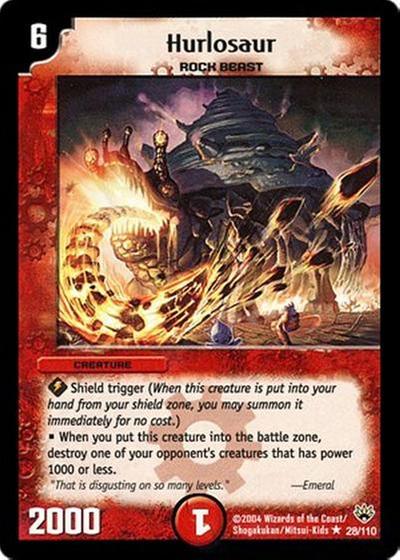 6
Hurlosaur
ROCK BEAST
CREATURE
Shield trigger (When this creature is put into your
hand from your shield zone, you may summon it
immediately for no cost.)
▪ When you put this creature into the battle zone,
destroy one of your opponent's creatures that has power
1000 or less.
"That is disgusting on so many levels." —Emeral
2000
1
©2004 Wizards of the Coast/
Shogakukan/Mitsui-Kids ★ 28/110